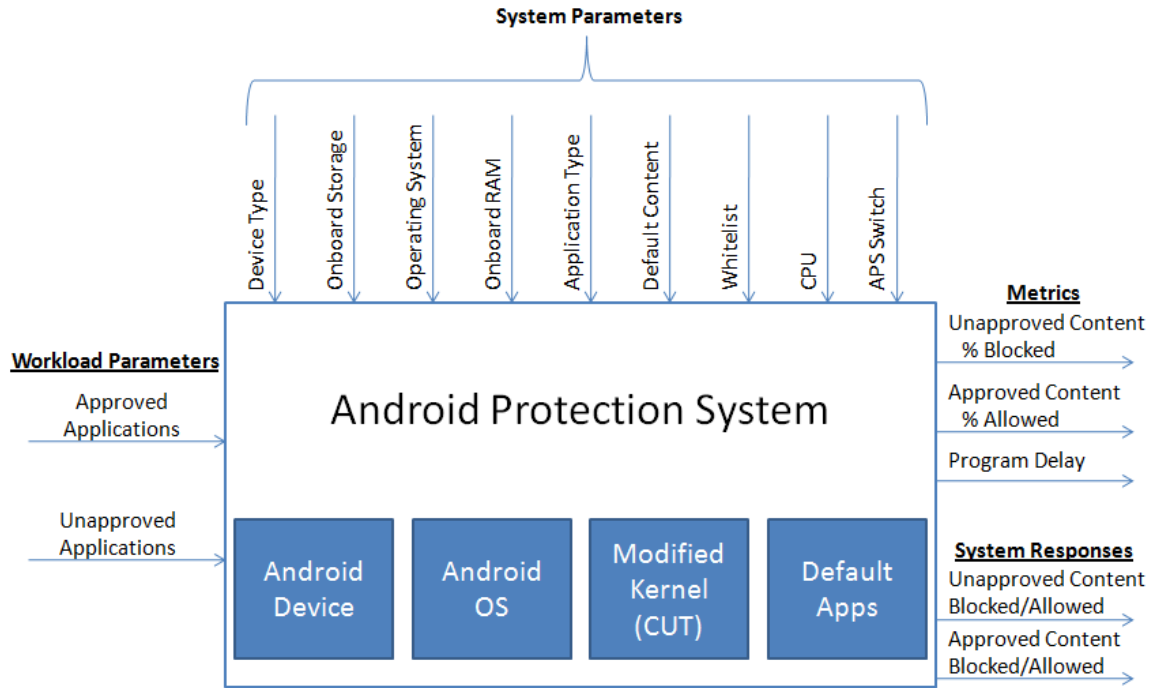 System Parameters
Device Type
Onboard Storage
Operating System
Onboard RAM
Application Type
Default Content
Whitelist
CPU
APS Switch
Workload Parameters
Approved
Applications
Unapproved
Applications
Android Protection System
Android
Device
Android
OS
Modified
Kernel
(CUT)
Default
Apps
Metrics
Unapproved Content
% Blocked
Approved Content
% Allowed
Program Delay
System Responses
Unapproved Content
Blocked/Allowed
Approved Content
Blocked/Allowed